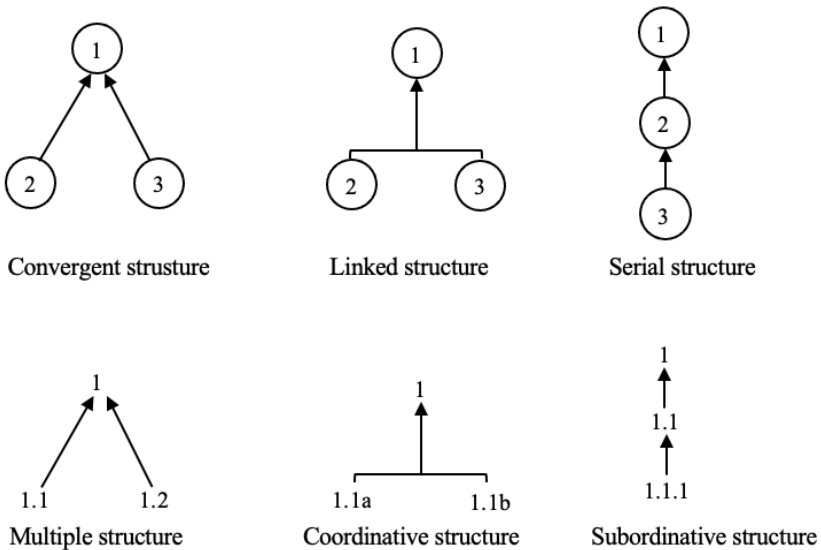 1 1 1
2
2 3 2 3
3
Convergent strusture Linked structure Serial structure
1
1 1
1.1
1.1 1.2 1.1a 1.1b 1.1.1
Multiple structure Coordinative structure Subordinative structure